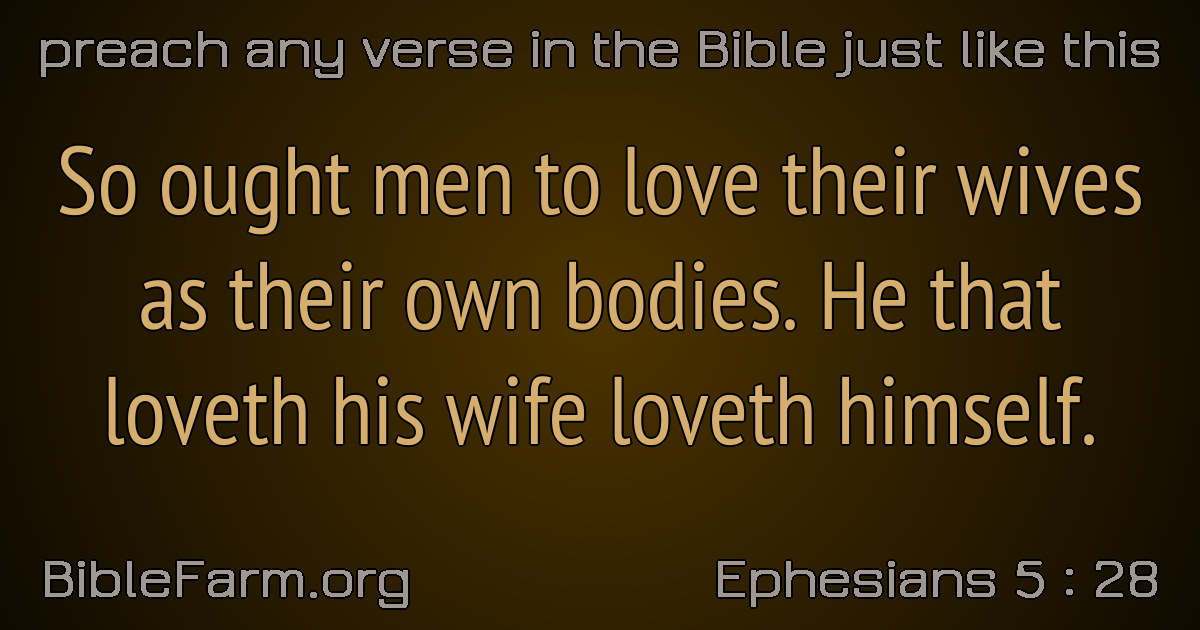 preach any verse in the Bible just like this
So ought men to love their wives
as their own bodies. He that
loveth his wife loveth himself.
BibleFarm.org
Ephesians 5 : 28